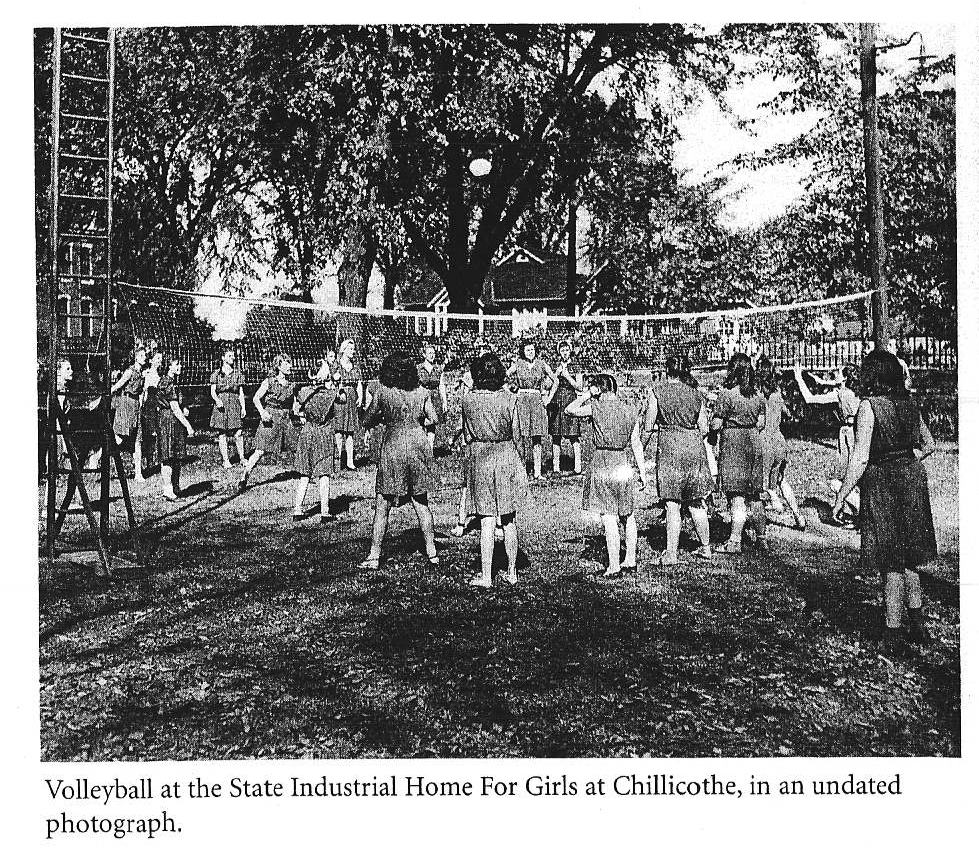 Volleyball at the State Industrial Home For Girls at Chillicothe, in an undated
photograph.